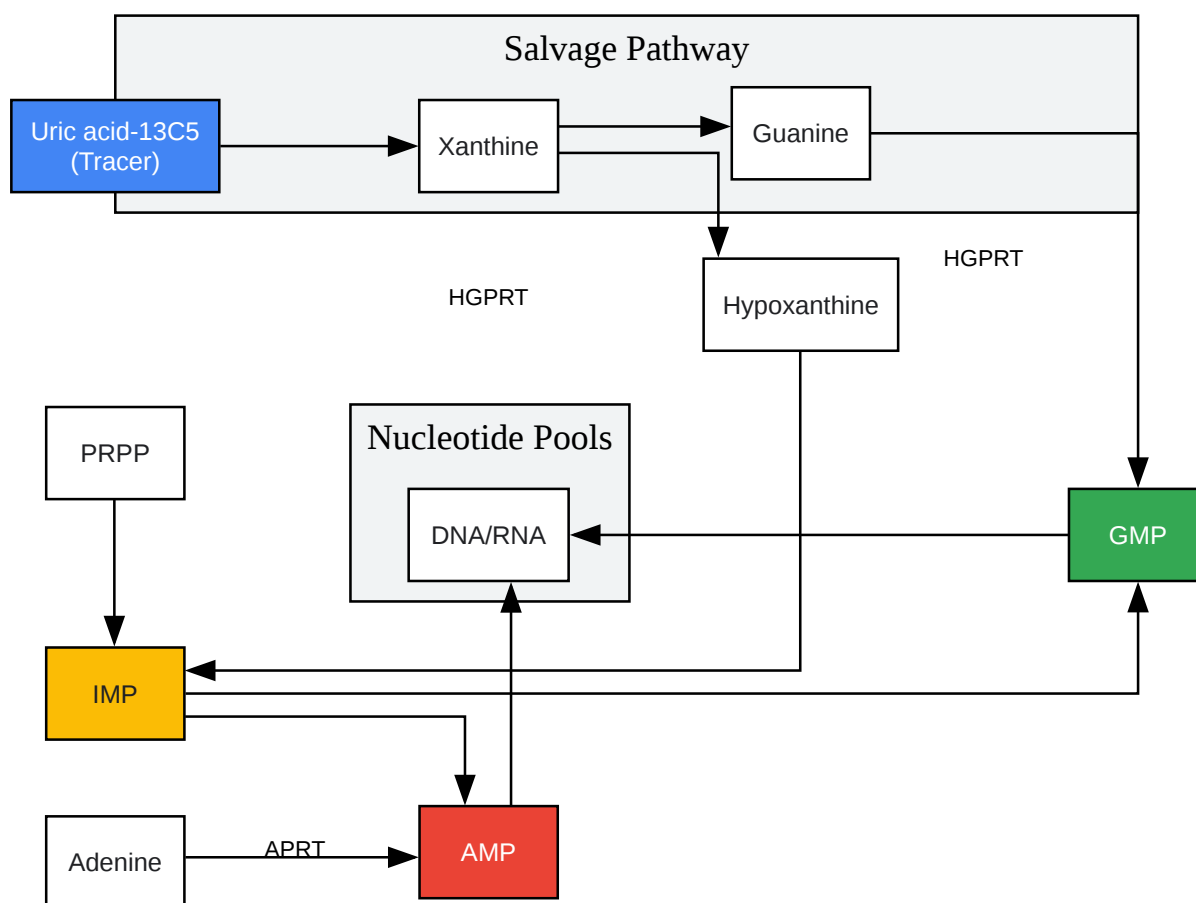 Salvage Pathway
Uric acid-13C5
(Tracer)
Xanthine
Guanine
HGPRT
HGPRT
Hypoxanthine
PRPP
Nucleotide Pools
DNA/RNA
GMP
IMP
Adenine
APRT
AMP